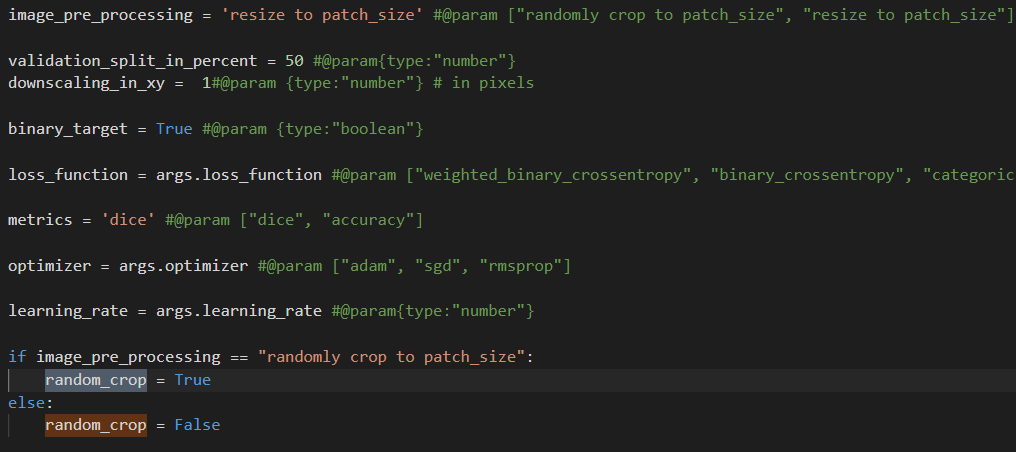 image_pre_processing = 'resize to patch_size' #@param ["randomly crop to patch_size", "resize to patch_size"]
validation_split_in_percent = 50 #@param{type:"number"}
downscaling_in_xy =  1#@param {type:"number"} # in pixels
binary_target = True #@param {type:"boolean"}
loss_function = args.loss_function #@param ["weighted_binary_crossentropy", "binary_crossentropy", "categoric
metrics = 'dice' #@param ["dice", "accuracy"]
optimizer = args.optimizer #@param ["adam", "sgd", "rmsprop"]
learning_rate = args.learning_rate #@param{type:"number"}
if image_pre_processing == "randomly crop to patch_size":
    random_crop = True
else:
    random_crop = False